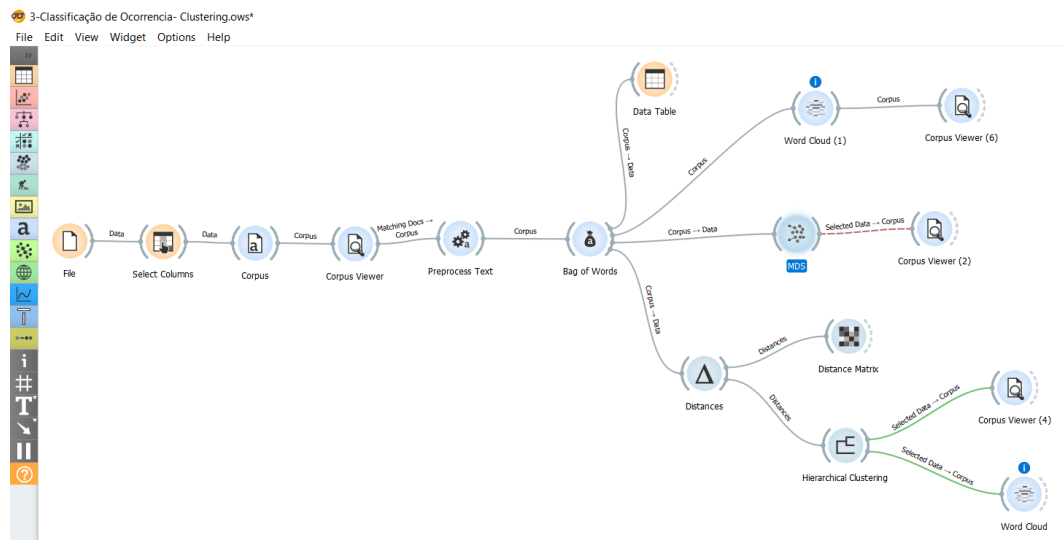 3-Classificação de Ocorrencia- Clustering.ows*
File Edit View Widget Options Help
Data Table
Corpus → Data
Word Cloud (1)
Corpus
Corpus Viewer (6)
Corpus
File
Data
Select Columns
Data
Corpus
Corpus
Corpus Viewer
Matching Docs →
Corpus
Preprocess Text
Corpus
Bag of Words
Corpus → Data
MDS
Selected Data → Corpus
Corpus Viewer (2)
Corpus → Data
Distances
Distances
Distance Matrix
Distances
Hierarchical Clustering
Selected Data → Corpus
Corpus Viewer (4)
Selected Data → Corpus
Word Cloud